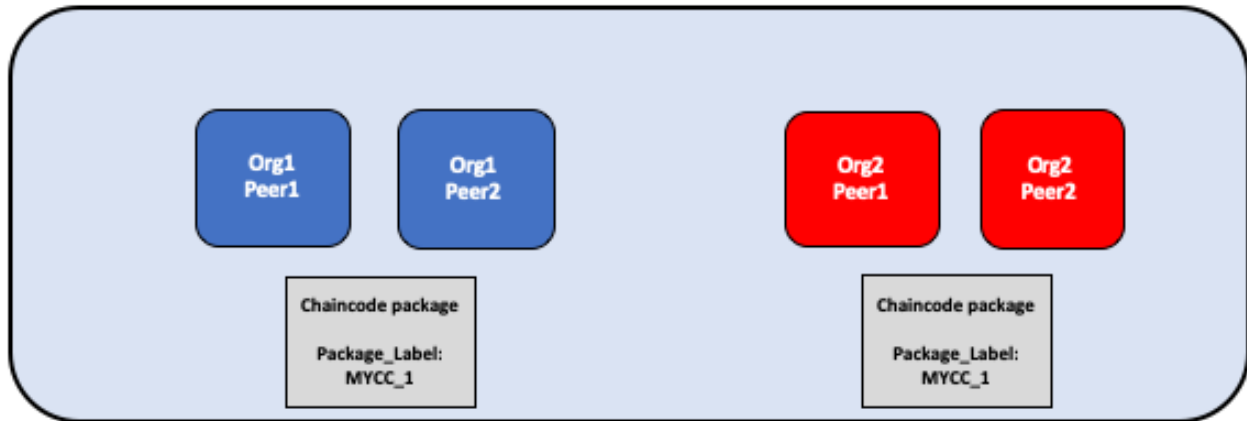 Org1
Peer1
Org1
Peer2
Org2
Peer1
Org2
Peer2
Chaincode package
Package_Label:
MYCC_1
Chaincode package
Package_Label:
MYCC_1